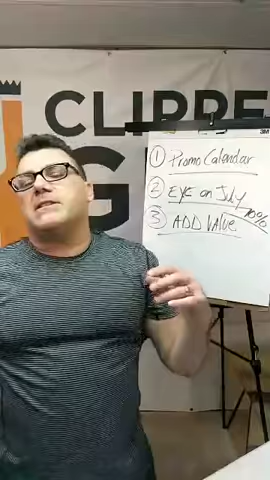 CLIPPE
G
3M
① Promo Calendar
② EYE on July
10%
③ ADD VALUE